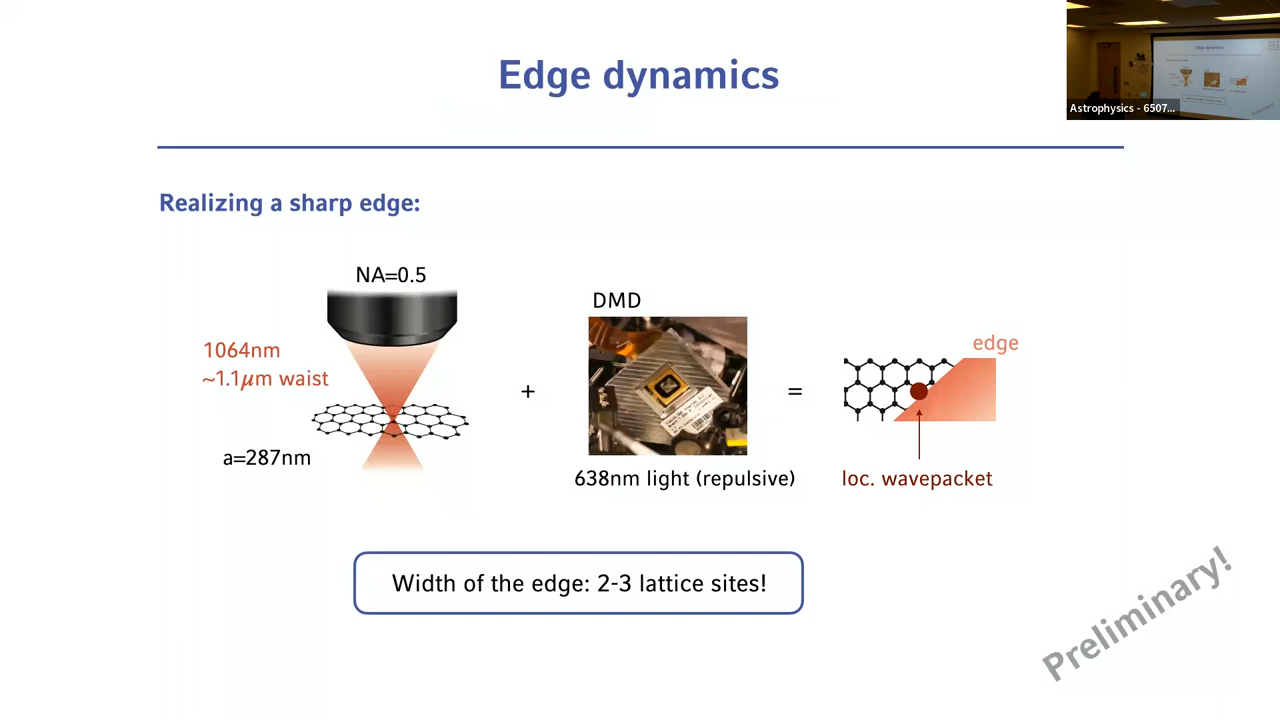 Edge dynamics
Astrophysics - 6507...
Realizing a sharp edge:
NA=0.5
1064nm
~1.1μm waist
a=287nm
+
DMD
638nm light (repulsive)
=
edge
loc. wavepacket
Width of the edge: 2-3 lattice sites!
Preliminary!